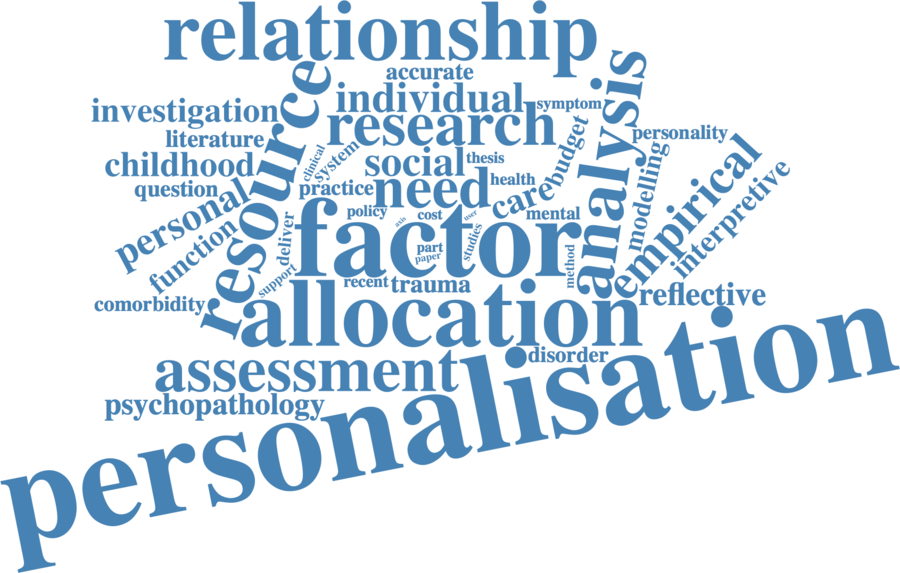 relationship
accurate
resource
individual
symptom
analysis
investigation
research
budget
personality
literature
clinical
system
social
thesis
modelling
empirical
childhood
question
practice
need
health
care
interpretive
personal
policy
cost
user
mental
function
deliver
factor
axis
part
paper
studies
method
support
recent
trauma
comorbidity
allocation
reflective
assessment
disorder
psychopathology
personalisation